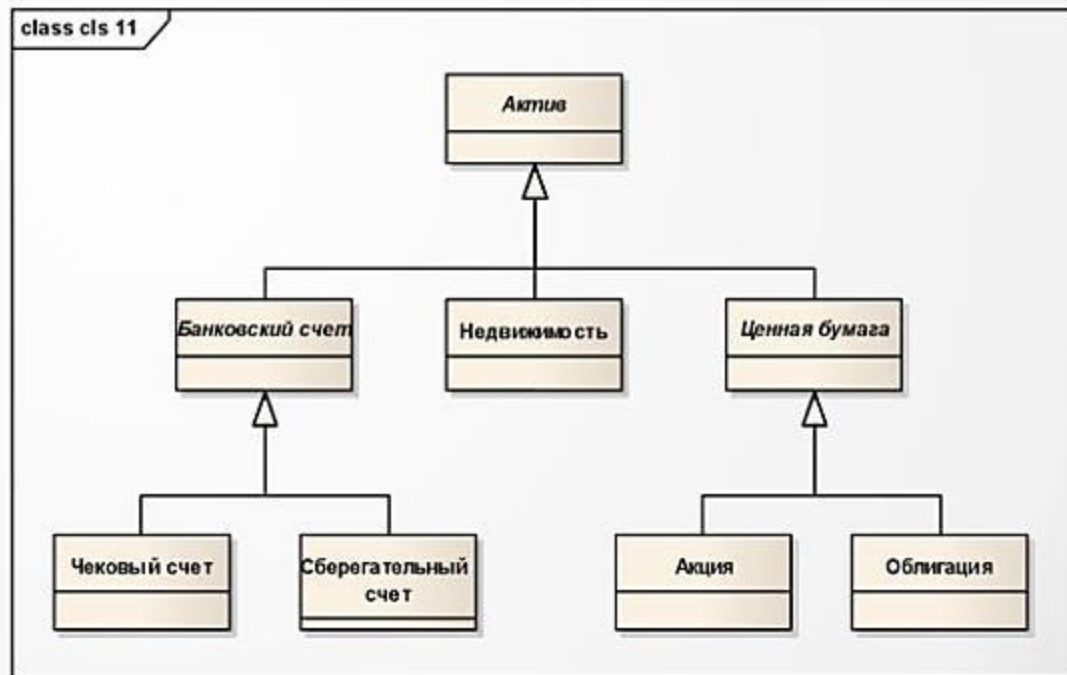 class cls 11
Актив
Банковский счет
Недвижимость
Ценная бумага
Чековый счет
Сберегательный
счет
Акция
Облигация